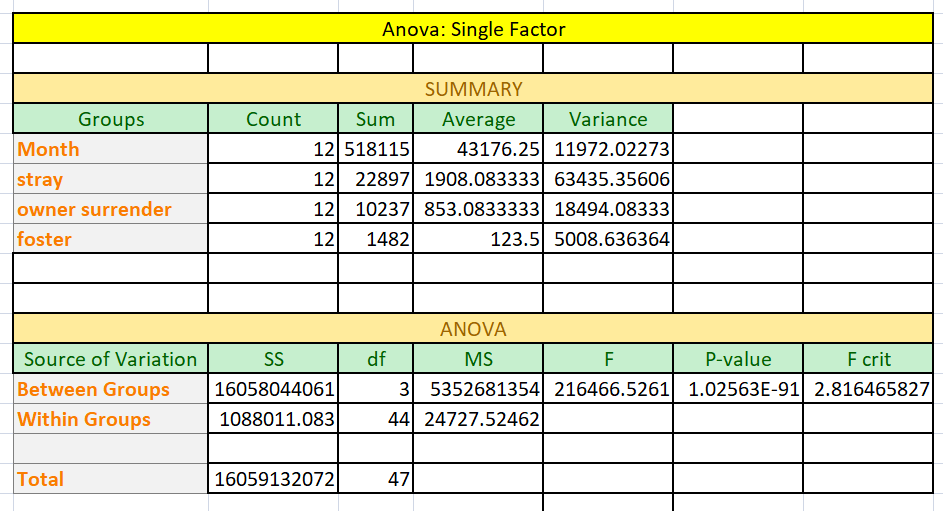 Anova: Single Factor
SUMMARY
Groups Count Sum Average Variance
Month 12 518115 43176.25 11972.02273
stray 12 22897 1908.083333 63435.35606
owner surrender 12 10237 853.0833333 18494.08333
foster 12 1482 123.5 5008.636364
ANOVA
Source of Variation SS df MS F P-value F crit
Between Groups 16058044061 3 5352681354 216466.5261 1.02563E-91 2.816465827
Within Groups 1088011.083 44 24727.52462
Total 16059132072 47